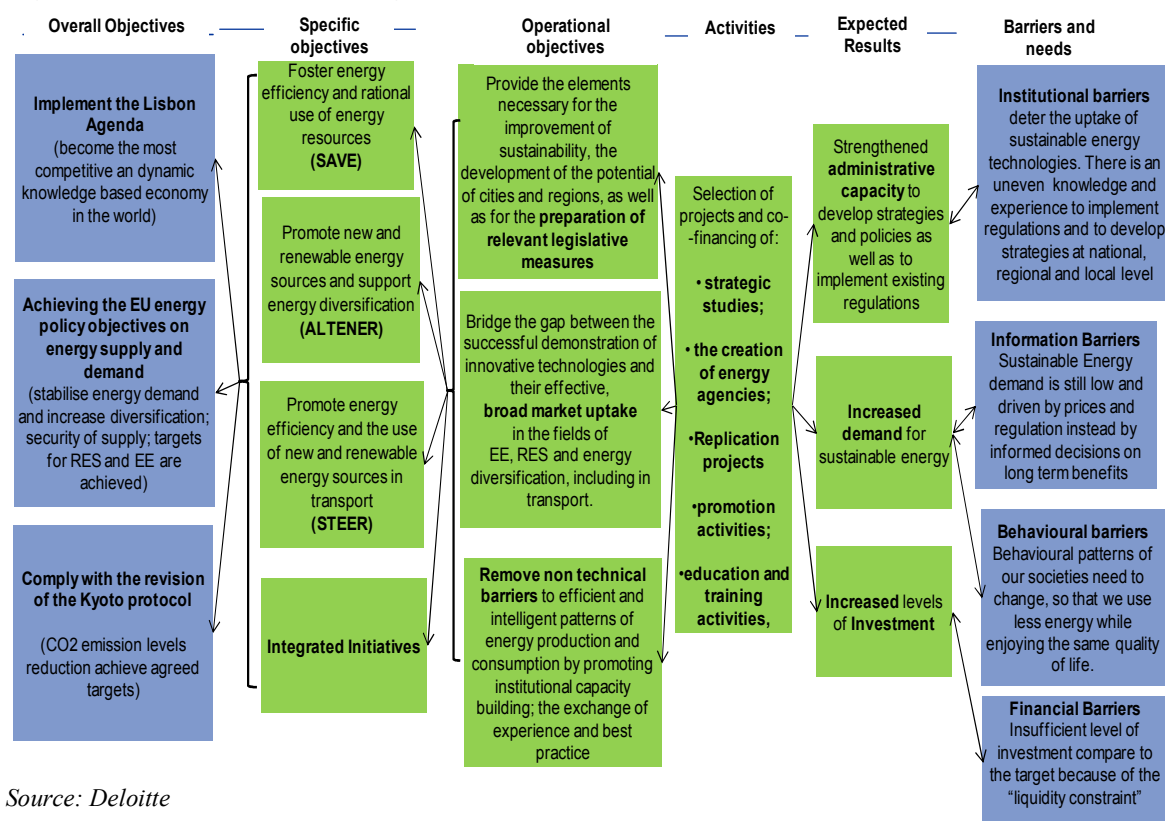 Overall Objectives
Specific
objectives
Operational
objectives
Activities
Expected
Results
Barriers and
needs
Implement the Lisbon
Agenda
(become the most
competitive an dynamic
knowledge based economy
in the world)
Achieving the EU energy
policy objectives on
energy supply and
demand
(stabilise energy demand
and increase diversification;
security of supply; targets
for RES and EE are
achieved)
Comply with the revision
of the Kyoto protocol
(CO2 emission levels
reduction achieve agreed
targets)
Foster energy
efficiency and rational
use of energy
resources
(SAVE)
Promote new and
renewable energy
sources and support
energy diversification
(ALTENER)
Promote energy
efficiency and the use
of new and renewable
energy sources in
transport
(STEER)
Integrated Initiatives
Provide the elements
necessary for the
improvement of
sustainability, the
development of the potential
of cities and regions, as well
as for the preparation of
relevant legislative
measures
Bridge the gap between the
successful demonstration of
innovative technologies and
their effective,
broad market uptake
in the fields of
EE, RES and energy
diversification, including in
transport.
Remove non technical
barriers to efficient and
intelligent patterns of
energy production and
consumption by promoting
institutional capacity
building; the exchange of
experience and best
practice
Selection of
projects and co-
-financing of:
• strategic
studies;
• the creation
of energy
agencies;
•Replication
projects
•promotion
activities;
•education and
training
activities,
Strengthened
administrative
capacity to
develop strategies
and policies as
well as to
implement existing
regulations
Increased
demand for
sustainable energy
Increased levels
of Investment
Institutional barriers
deter the uptake of
sustainable energy
technologies. There is an
uneven knowledge and
experience to implement
regulations and to develop
strategies at national,
regional and local level
Information Barriers
Sustainable Energy
demand is still low and
driven by prices and
regulation instead by
informed decisions on
long term benefits
Behavioural barriers
Behavioural patterns of
our societies need to
change, so that we use
less energy while
enjoying the same quality
of life.
Financial Barriers
Insufficient level of
investment compare to
the target because of the
“liquidity constraint”
Source: Deloitte